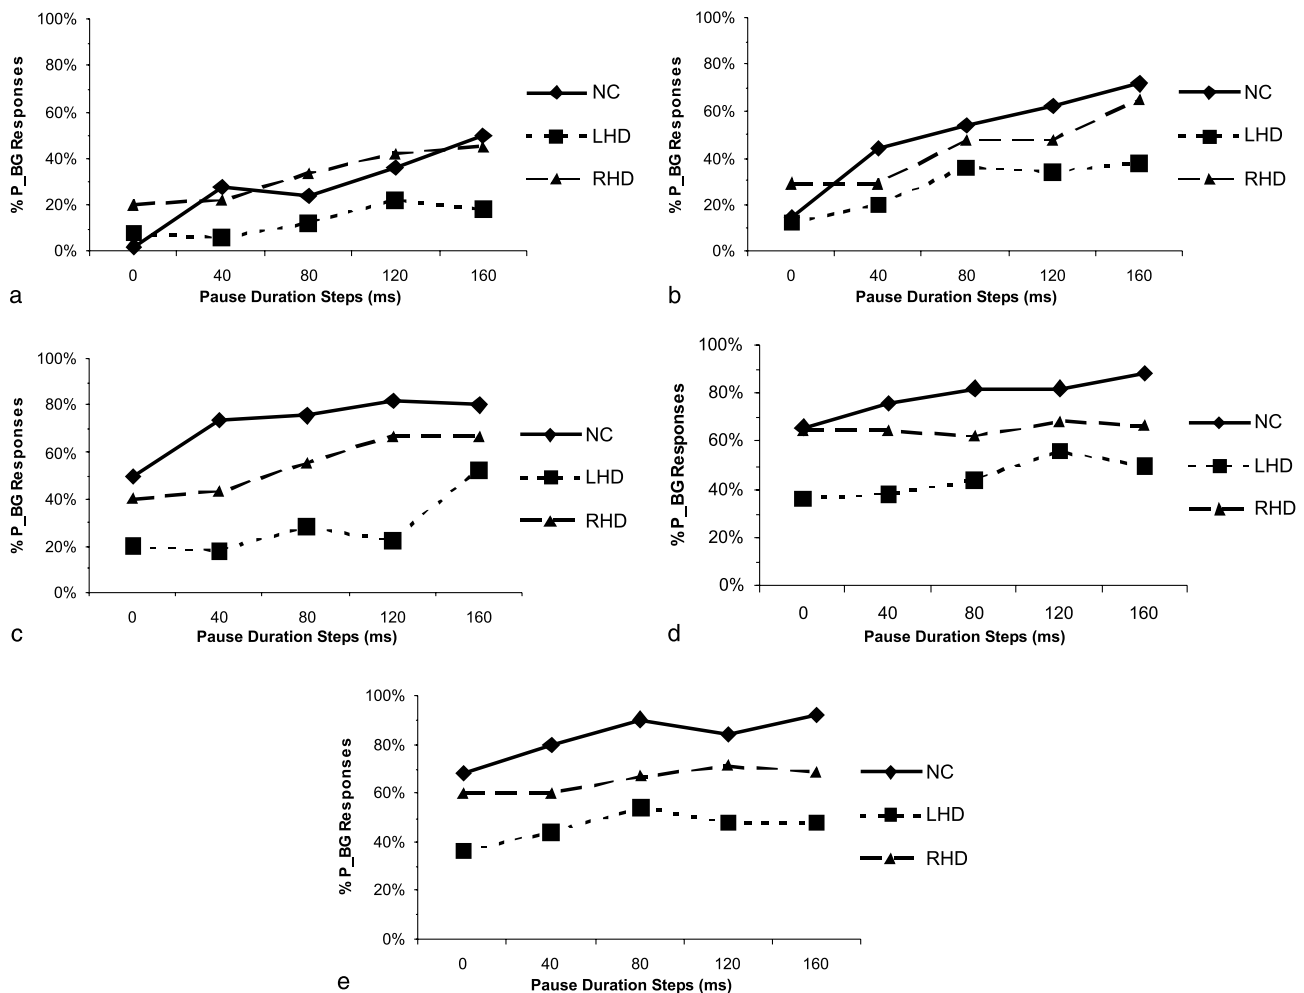 100%
80%
60%
40%
20%
0%
% P_BG Responses
0 40 80 120 160
Pause Duration Steps (ms)
NC
LHD
RHD
a
100%
80%
60%
40%
20%
0%
% P_BG Responses
0 40 80 120 160
Pause Duration Steps (ms)
NC
LHD
RHD
b
100%
80%
60%
40%
20%
0%
% P_BG Responses
0 40 80 120 160
Pause Duration Steps (ms)
NC
LHD
RHD
c
100%
80%
60%
40%
20%
0%
% P_BG Responses
0 40 80 120 160
Pause Duration Steps (ms)
NC
LHD
RHD
d
100%
80%
60%
40%
20%
0%
% P_BG Responses
0 40 80 120 160
Pause Duration Steps (ms)
NC
LHD
RHD
e